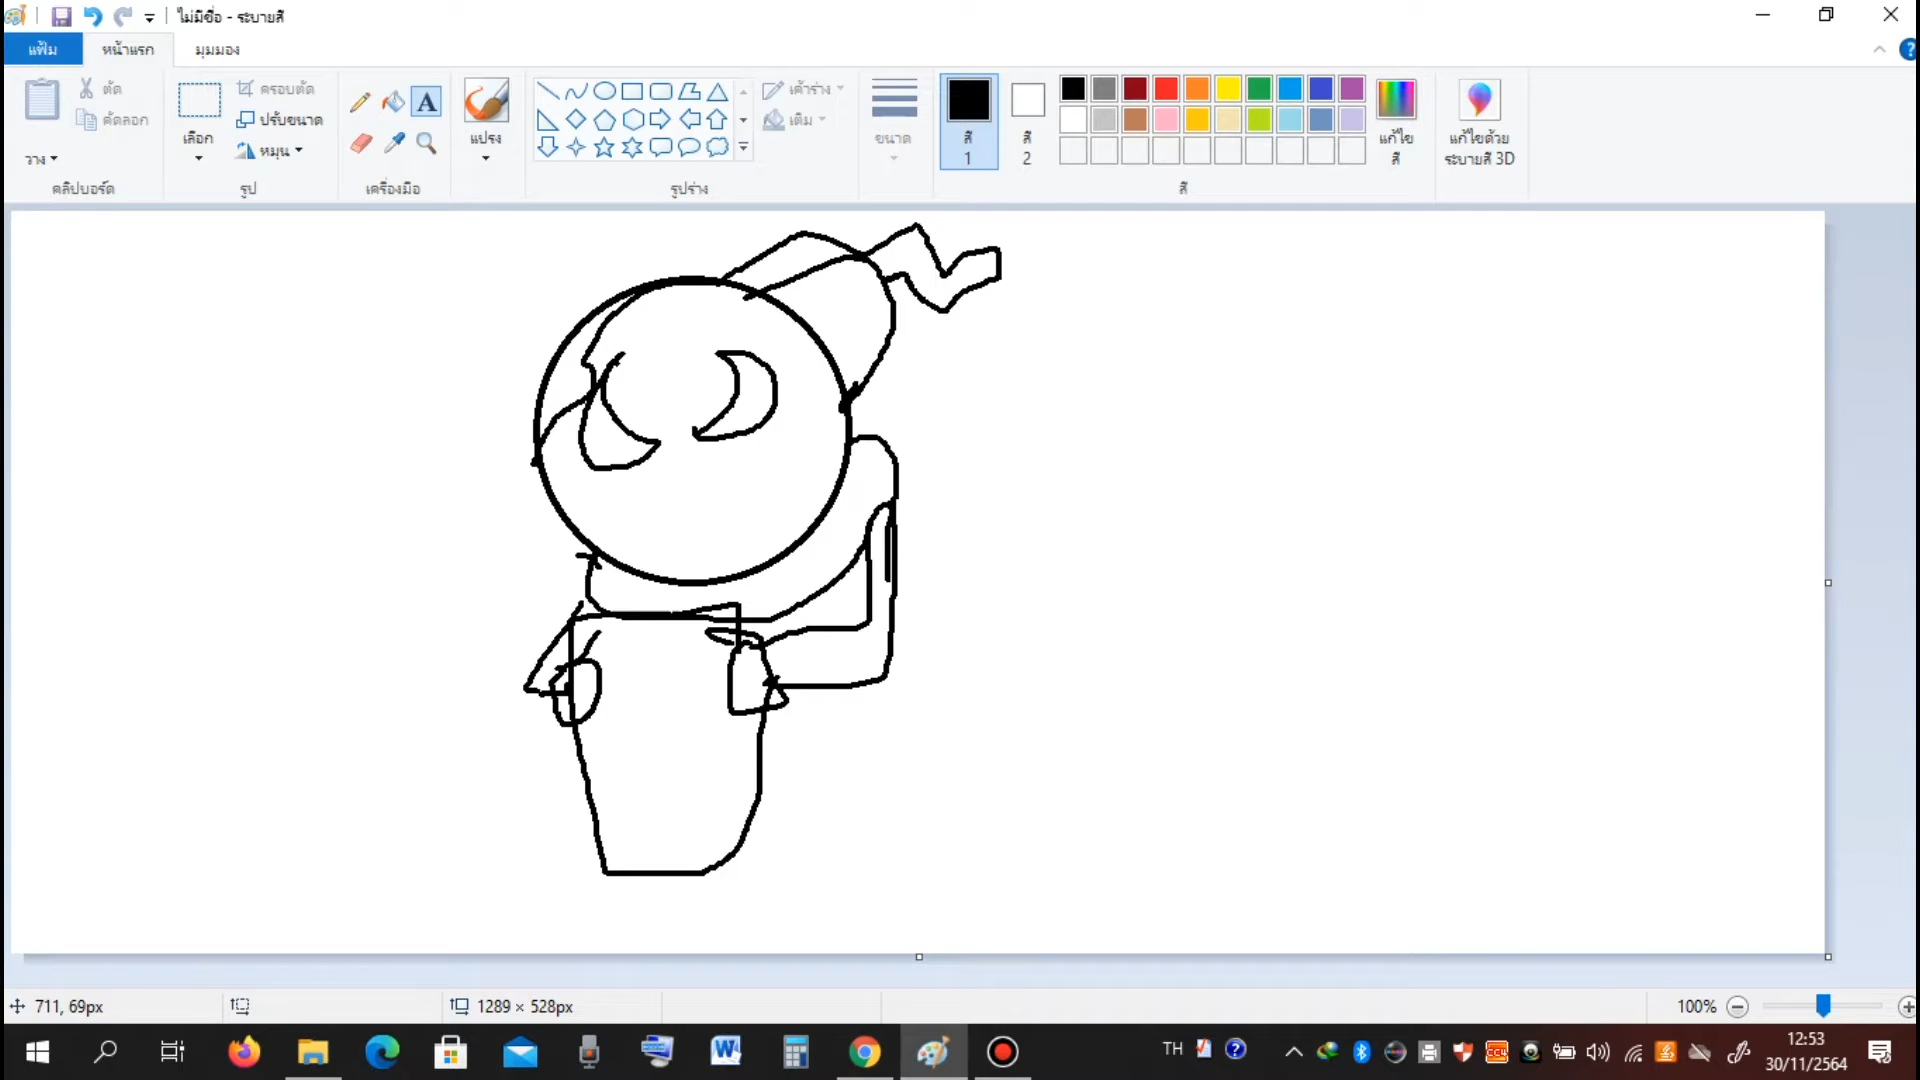 ไม่มีชื่อ - ระบายสี
แฟ้ม หน้าแรก มุมมอง
วาง
ตัด
คัดลอก
คลิปบอร์ด
เลือก
ครอบตัด
ปรับขนาด
หมุน
รูป
A
เครื่องมือ
แปรง
รูปร่าง
เค้าร่าง
เติม
ขนาด
สี
1
สี
2
แก้ไข
สี
สี
แก้ไขด้วย
ระบายสี 3D
711, 69px
1289 × 528px
100%
TH
12:53
30/11/2564